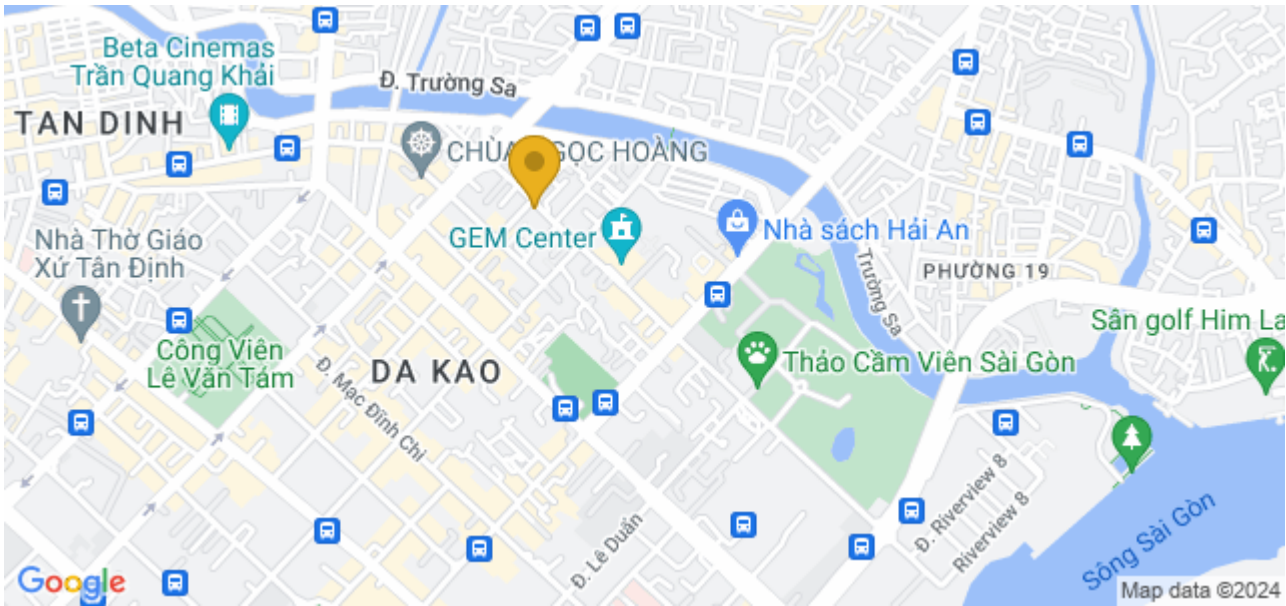 Beta Cinemas
Trần Quang Khải
Đ. Trường Sa
TAN DINH
CHÙA NGỌC HOÀNG
Nhà Thờ Giáo
Xứ Tân Định
GEM Center
Nhà sách Hải An
Trường Sa
PHƯỜNG 19
Sân golf Him La
Công Viên
Lê Văn Tám
DA KAO
Đ. Mạc Đĩnh Chi
Thảo Cầm Viên Sài Gòn
Đ. Lê Duẩn
Đ. Riverview 8
Riverview 8
Sông Sài Gòn
Google
Map data ©2024